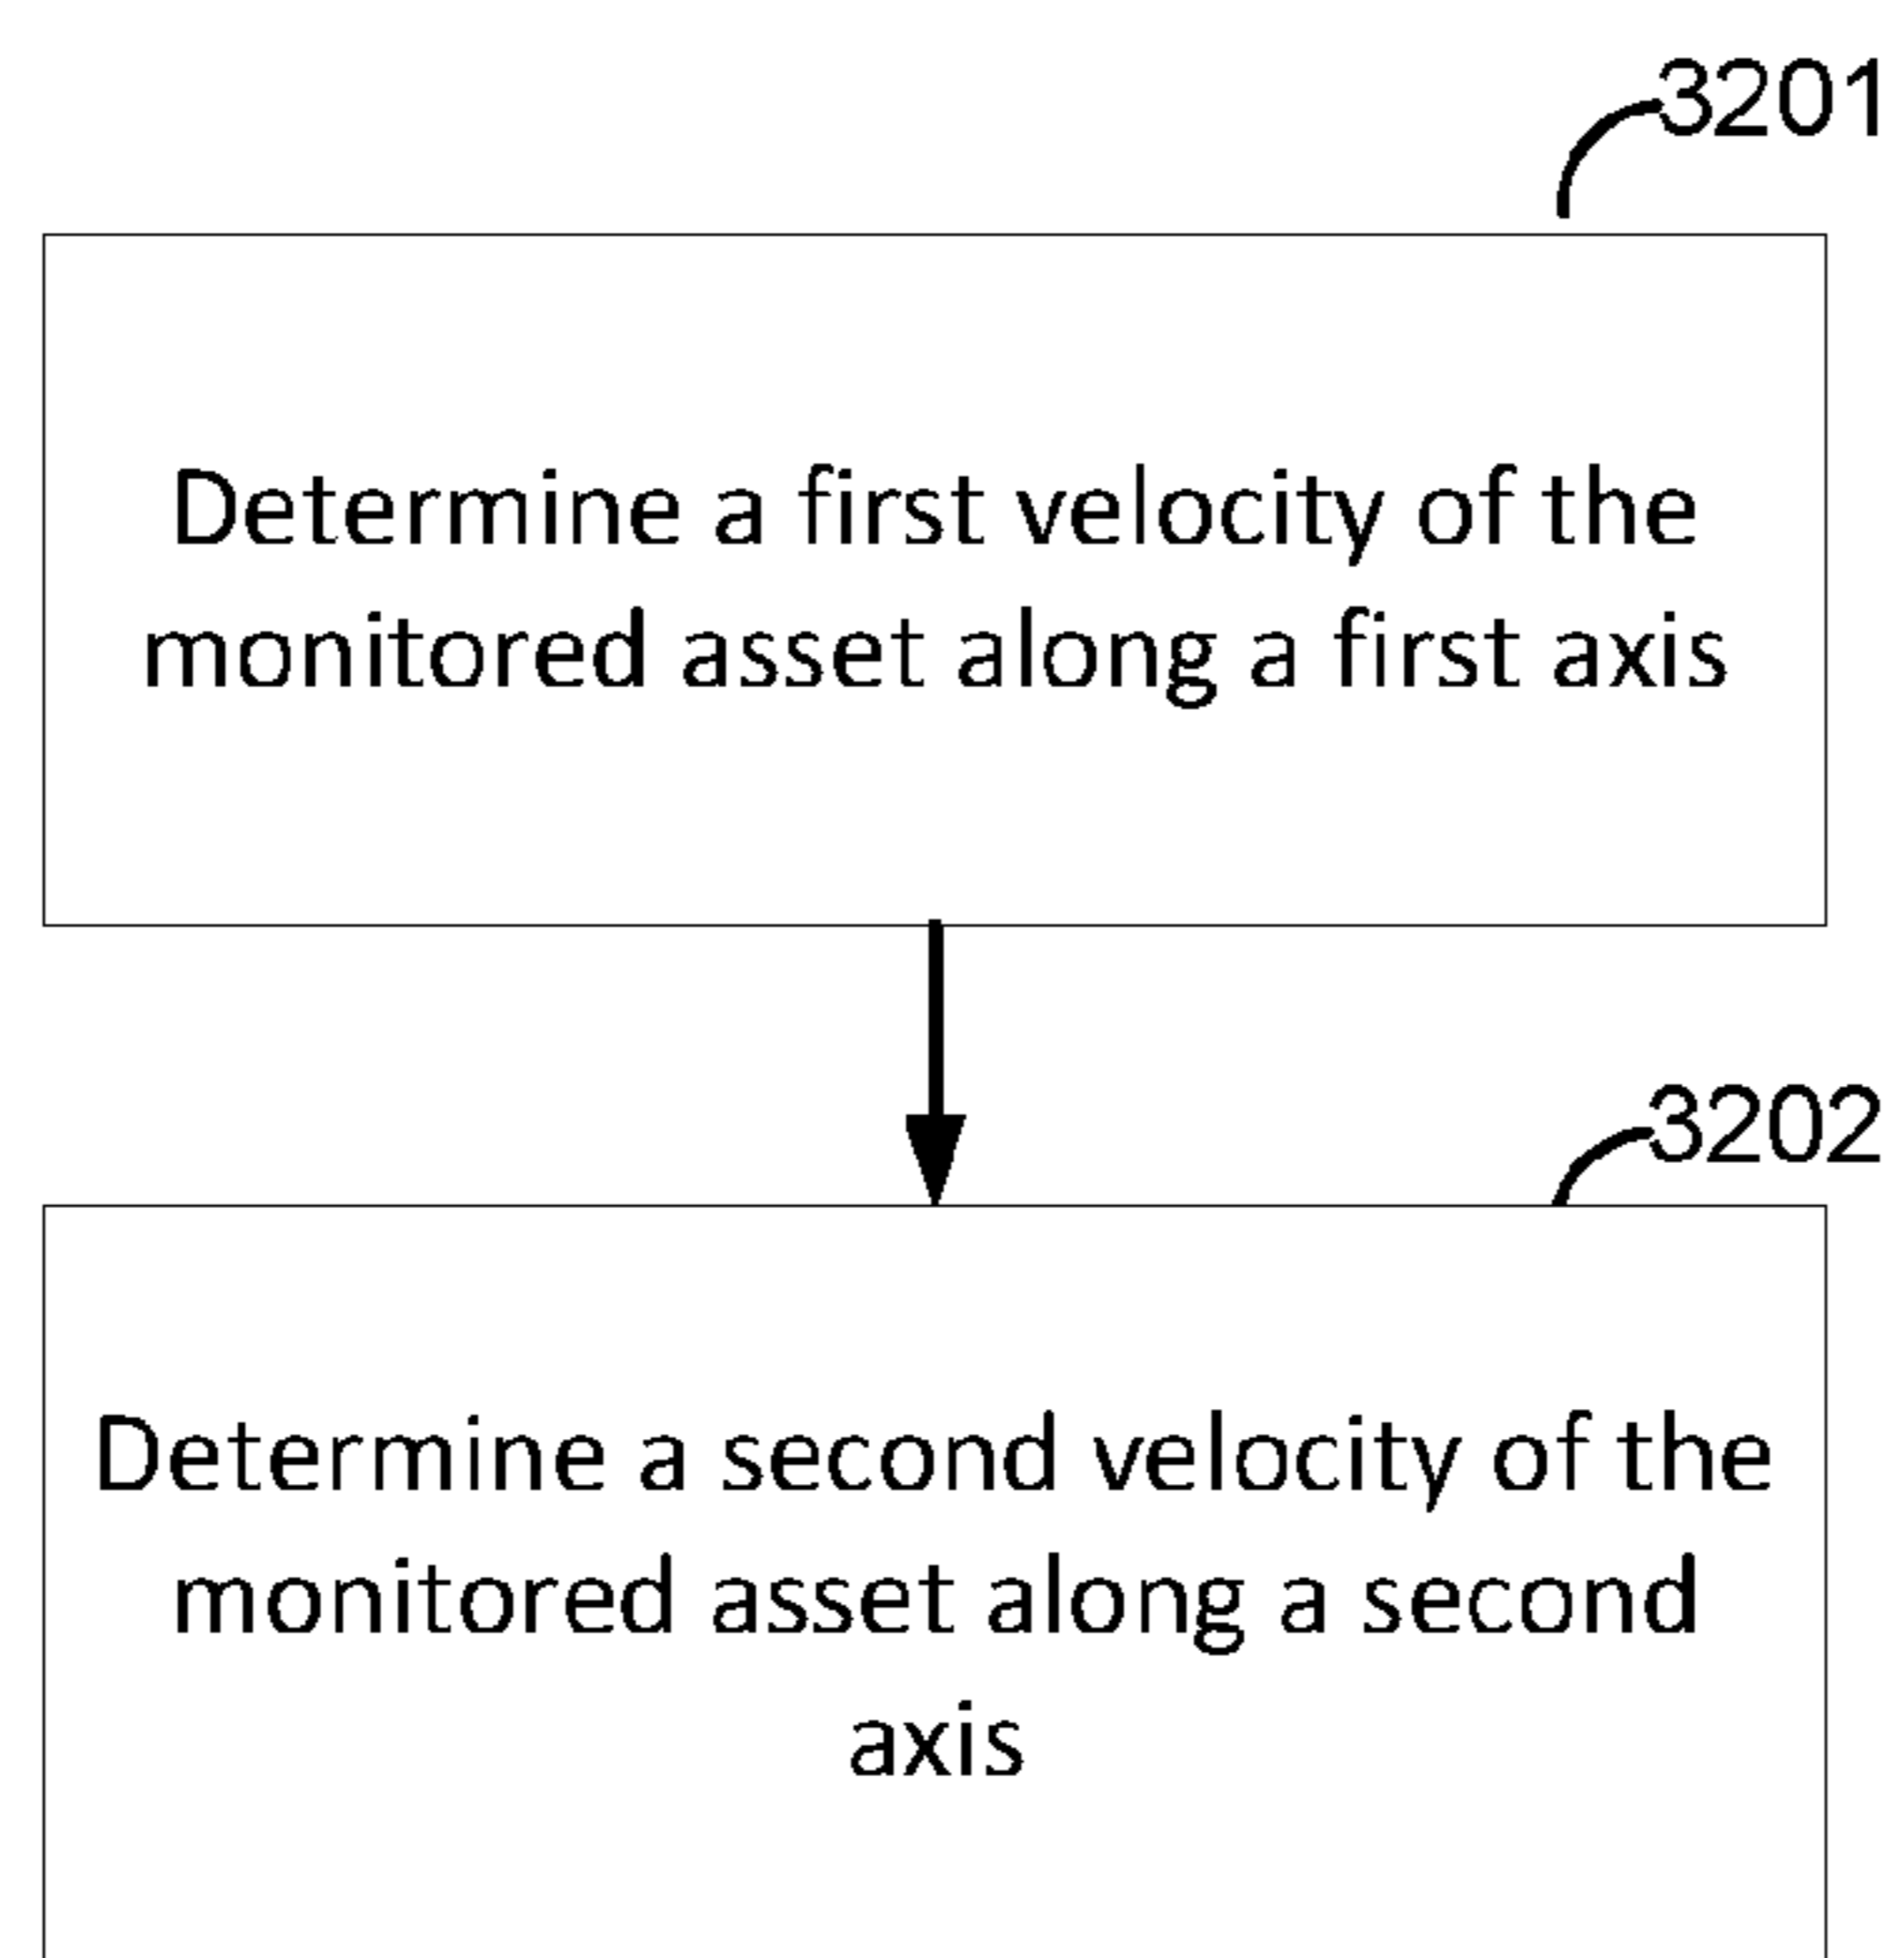 3201
Determine a first velocity of the
monitored asset along a first axis
3202
Determine a second velocity of the
monitored asset along a second
axis